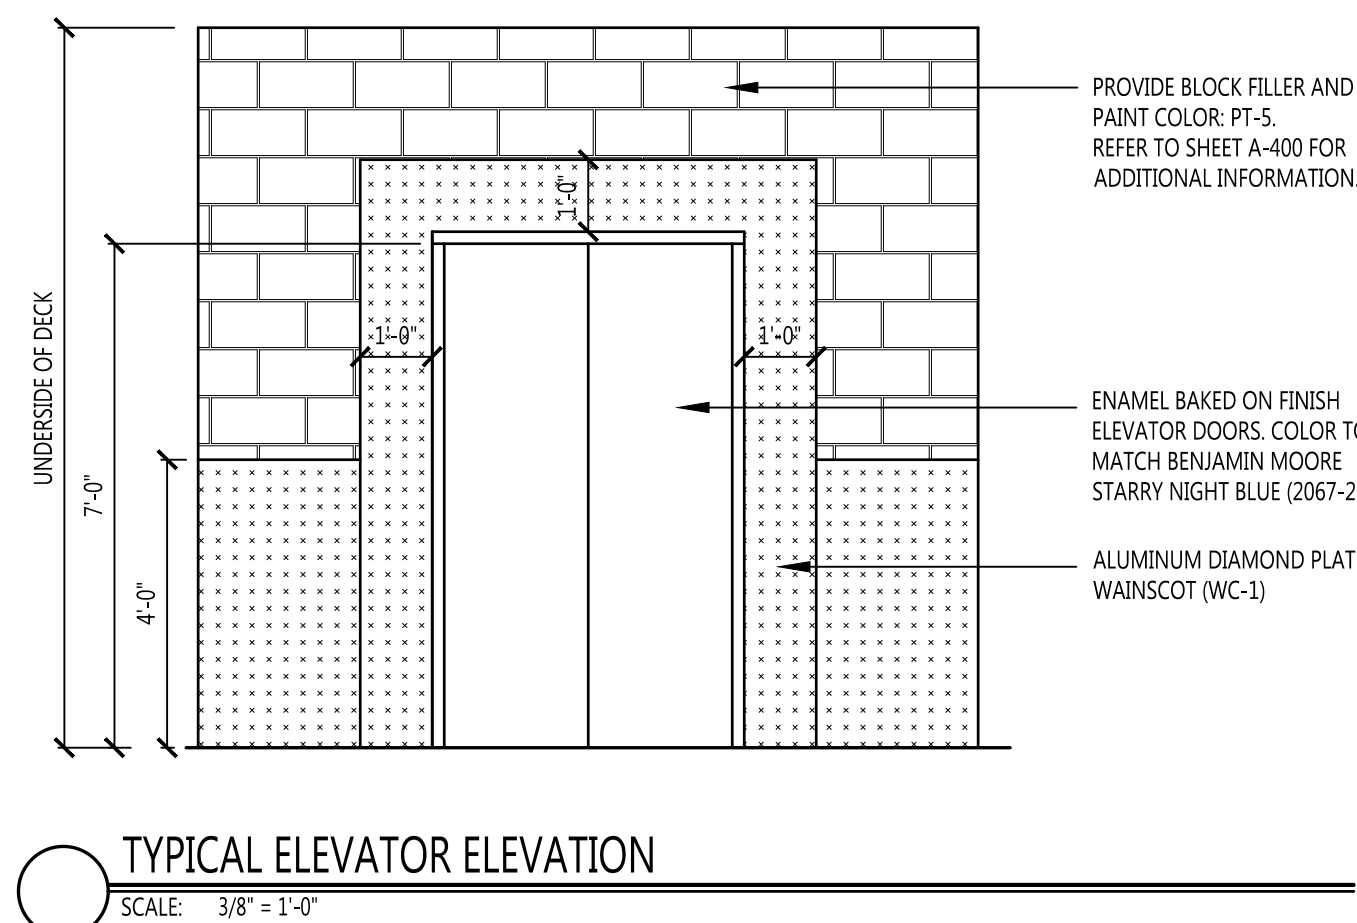 PROVIDE BLOCK FILLER AND
PAINT COLOR: PT-5.
REFER TO SHEET A-400 FOR
ADDITIONAL INFORMATION.
1'-0"
1'-0"
1'-0"
UNDERSIDE OF DECK
7'-0"
4'-0"
ENAMEL BAKED ON FINISH
ELEVATOR DOORS. COLOR TO
MATCH BENJAMIN MOORE
STARRY NIGHT BLUE (2067-2
ALUMINUM DIAMOND PLAT
WAINSCOT (WC-1)
TYPICAL ELEVATOR ELEVATION
SCALE: 3/8" = 1'-0"